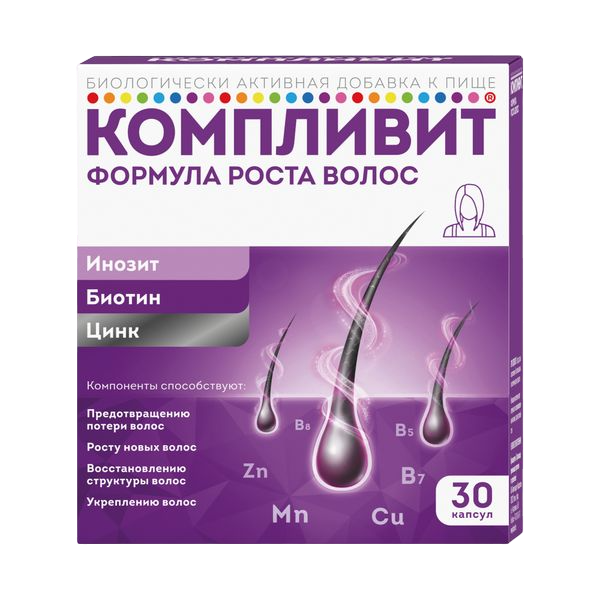 БИОЛОГИЧЕСКИ АКТИВНАЯ ДОБАВКА К ПИЩЕ
КОМПЛИВИТ®
ФОРМУЛА РОСТА ВОЛОС
Инозит
Биотин
Цинк
Компоненты способствуют:
Предотвращению
потери волос
Росту новых волос
Восстановлению
структуры волос
Укреплению волос
B8
B5
Zn
B7
Mn
Cu
30
капсул